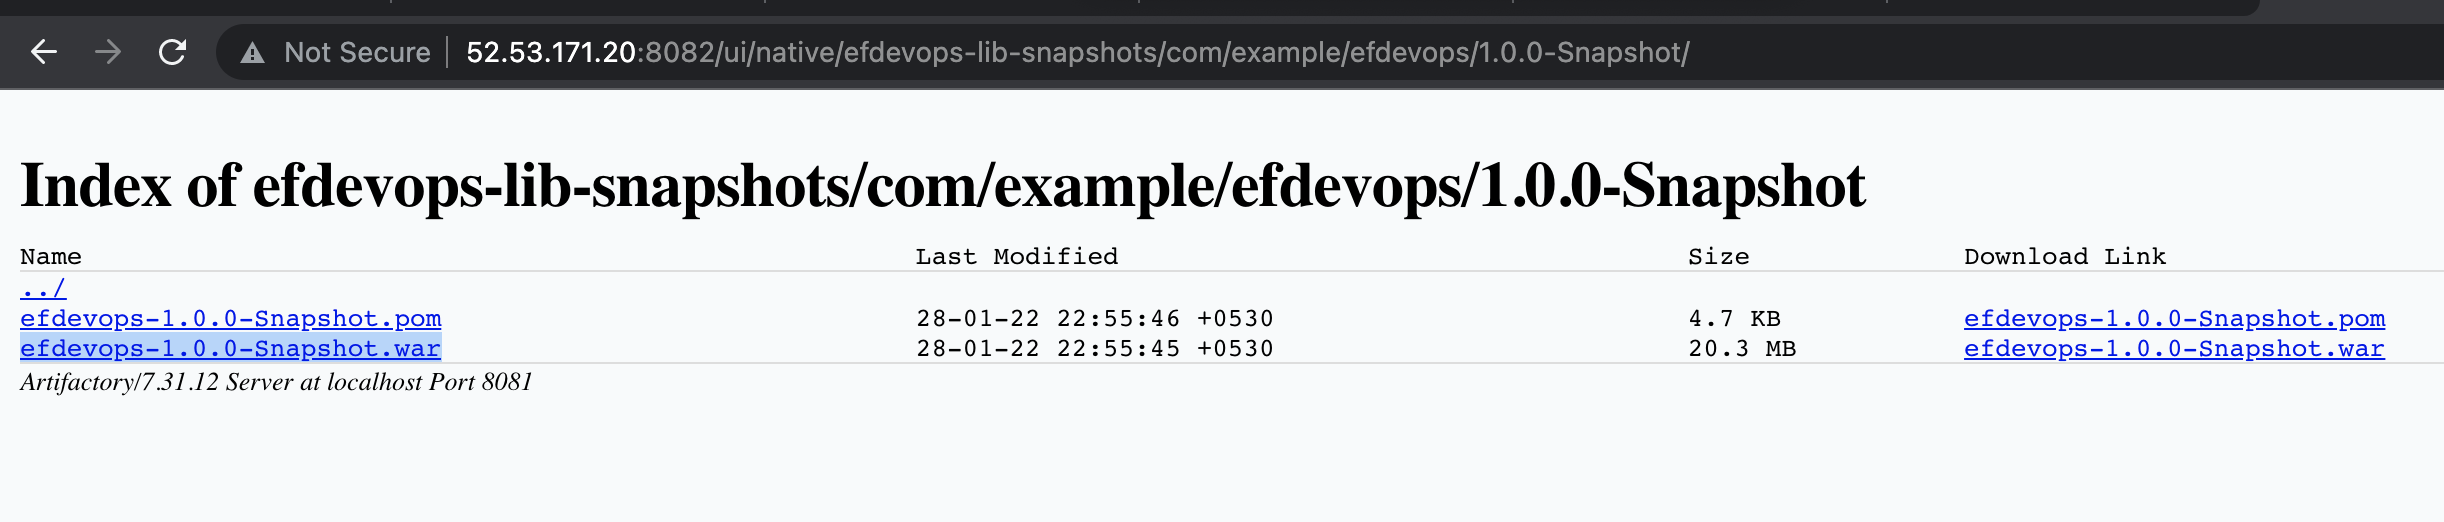 Not Secure | 52.53.171.20:8082/ui/native/efdevops-lib-snapshots/com/example/efdevops/1.0.0-Snapshot/
Index of efdevops-lib-snapshots/com/example/efdevops/1.0.0-Snapshot
Name Last Modified Size Download Link
../
efdevops-1.0.0-Snapshot.pom 28-01-22 22:55:46 +0530 4.7 KB efdevops-1.0.0-Snapshot.pom
efdevops-1.0.0-Snapshot.war 28-01-22 22:55:45 +0530 20.3 MB efdevops-1.0.0-Snapshot.war
Artifactory/7.31.12 Server at localhost Port 8081